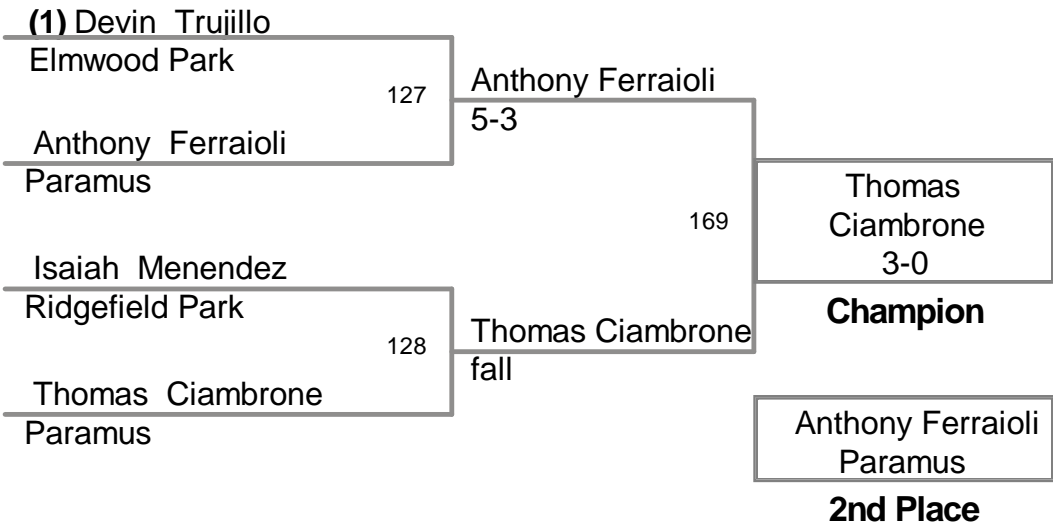 (1) Devin Trujillo
Elmwood Park
127
Anthony Ferraioli
Paramus
Anthony Ferraioli
5-3
Isaiah Menendez
Ridgefield Park
128
Thomas Ciambrone
Paramus
Thomas Ciambrone
fall
169
Thomas
Ciambrone
3-0
Champion
Anthony Ferraioli
Paramus
2nd Place